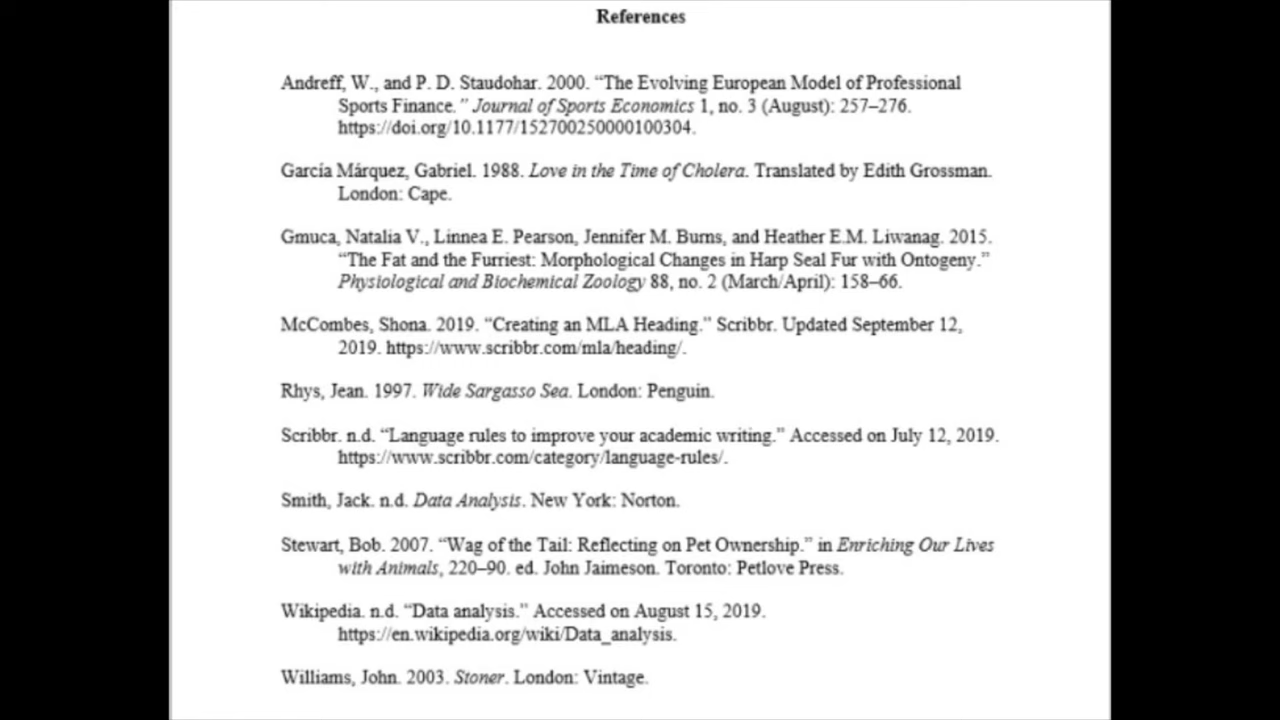 References
Andreff, W., and P. D. Staudohar. 2000. “The Evolving European Model of Professional
Sports Finance.” Journal of Sports Economics 1, no. 3 (August): 257–276.
https://doi.org/10.1177/152700250000100304.
García Márquez, Gabriel. 1988. Love in the Time of Cholera. Translated by Edith Grossman.
London: Cape.
Gmuca, Natalia V., Linnea E. Pearson, Jennifer M. Burns, and Heather E.M. Liwanag. 2015.
“The Fat and the Furriest: Morphological Changes in Harp Seal Fur with Ontogeny.”
Physiological and Biochemical Zoology 88, no. 2 (March/April): 158–66.
McCombes, Shona. 2019. “Creating an MLA Heading.” Scribbr. Updated September 12,
2019. https://www.scribbr.com/mla/heading/.
Rhys, Jean. 1997. Wide Sargasso Sea. London: Penguin.
Scribbr. n.d. “Language rules to improve your academic writing.” Accessed on July 12, 2019.
https://www.scribbr.com/category/language-rules/.
Smith, Jack. n.d. Data Analysis. New York: Norton.
Stewart, Bob. 2007. “Wag of the Tail: Reflecting on Pet Ownership.” in Enriching Our Lives
with Animals, 220–90. ed. John Jaimeson. Toronto: Petlove Press.
Wikipedia. n.d. “Data analysis.” Accessed on August 15, 2019.
https://en.wikipedia.org/wiki/Data_analysis.
Williams, John. 2003. Stoner. London: Vintage.